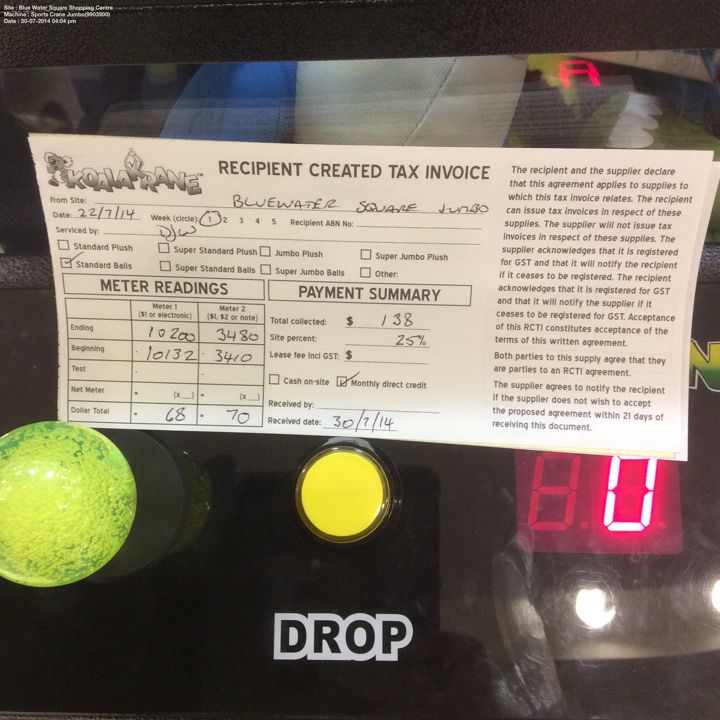 Site : Blue Water Square Shopping Centre
Machine : Sports Crane Jumbo(9903900)
Date : 30-07-2014 04:04 pm
A
KOALA KRANE™
RECIPIENT CREATED TAX INVOICE
From Site: BLUEWATER SQUARE JUMBO
Date: 22/7/14 Week (circle): 1 2 3 4 5 Recipient ABN No:
Serviced by: D/W
Standard Plush Super Standard Plush Jumbo Plush Super Jumbo Plush
Standard Balls Super Standard Balls Super Jumbo Balls Other:
METER READINGS
Meter 1 ($1 or electronic) Meter 2 ($1, $2 or note)
Ending 10200 3480
Beginning 10132 3410
Test
Net Meter = (x__) = (x__)
Dollar Total = 68 = 70
PAYMENT SUMMARY
Total collected: $ 138
Site percent: 25%
Lease fee incl GST: $
Cash on-site Monthly direct credit
Received by:
Received date: 30/7/14
The recipient and the supplier declare
that this agreement applies to supplies to
which this tax invoice relates. The recipient
can issue tax invoices in respect of these
supplies. The supplier will not issue tax
invoices in respect of these supplies. The
supplier acknowledges that it is registered
for GST and that it will notify the recipient
if it ceases to be registered. The recipient
acknowledges that it is registered for GST
and that it will notify the supplier if it
ceases to be registered for GST. Acceptance
of this RCTI constitutes acceptance of the
terms of this written agreement.
Both parties to this supply agree that they
are parties to an RCTI agreement.
The supplier agrees to notify the recipient
if the supplier does not wish to accept
the proposed agreement within 21 days of
receiving this document.
N
0
DROP